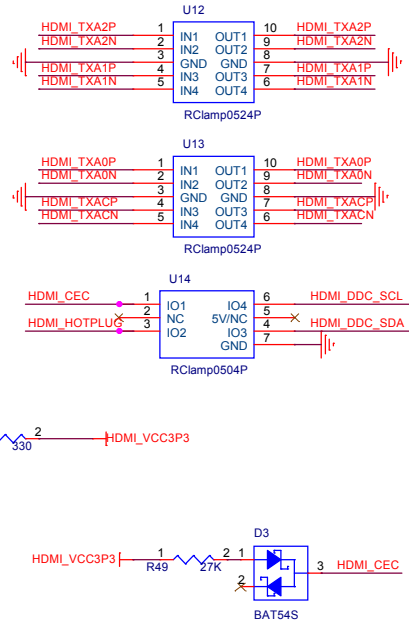 U12
HDMI_TXA2P 1 IN1 OUT1 10 HDMI_TXA2P
HDMI_TXA2N 2 IN2 OUT2 9 HDMI_TXA2N
3 GND GND 8
HDMI_TXA1P 4 IN3 OUT3 7 HDMI_TXA1P
HDMI_TXA1N 5 IN4 OUT4 6 HDMI_TXA1N
RClamp0524P
U13
HDMI_TXA0P 1 IN1 OUT1 10 HDMI_TXA0P
HDMI_TXA0N 2 IN2 OUT2 9 HDMI_TXA0N
3 GND GND 8
HDMI_TXACP 4 IN3 OUT3 7 HDMI_TXACP
HDMI_TXACN 5 IN4 OUT4 6 HDMI_TXACN
RClamp0524P
U14
HDMI_CEC 1 IO1 IO4 6 HDMI_DDC_SCL
2 NC 5V/NC 5
HDMI_HOTPLUG 3 IO2 IO3 4 HDMI_DDC_SDA
GND 7
RClamp0504P
2 HDMI_VCC3P3
330
D3
HDMI_VCC3P3 1 2 1
R49 27K
3 HDMI_CEC
2
BAT54S